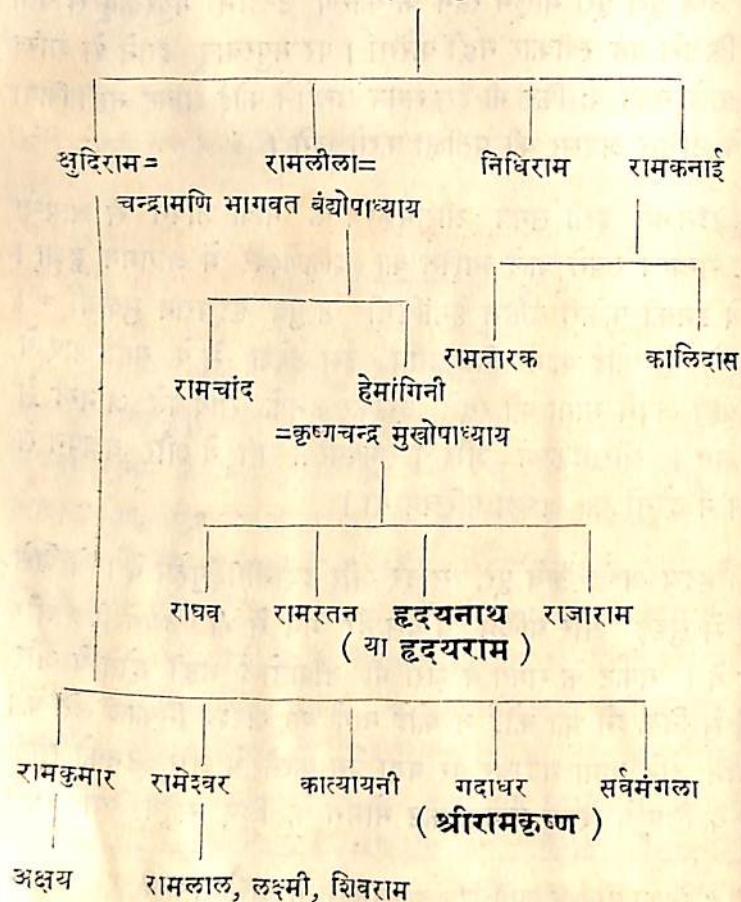 क्षुदिराम= रामलीला= निधिराम रामकनाई
चन्द्रामणि भागवत बंद्योपाध्याय
रामतारक कालिदास
रामचांद हेमांगिनी
=कृष्णचन्द्र मुखोपाध्याय
राघव रामरतन हृदयनाथ राजाराम
( या हृदयराम )
रामकुमार रामेश्वर कात्यायनी गदाधर सर्वमंगला
( श्रीरामकृष्ण )
अक्षय रामलाल, लक्ष्मी, शिवराम